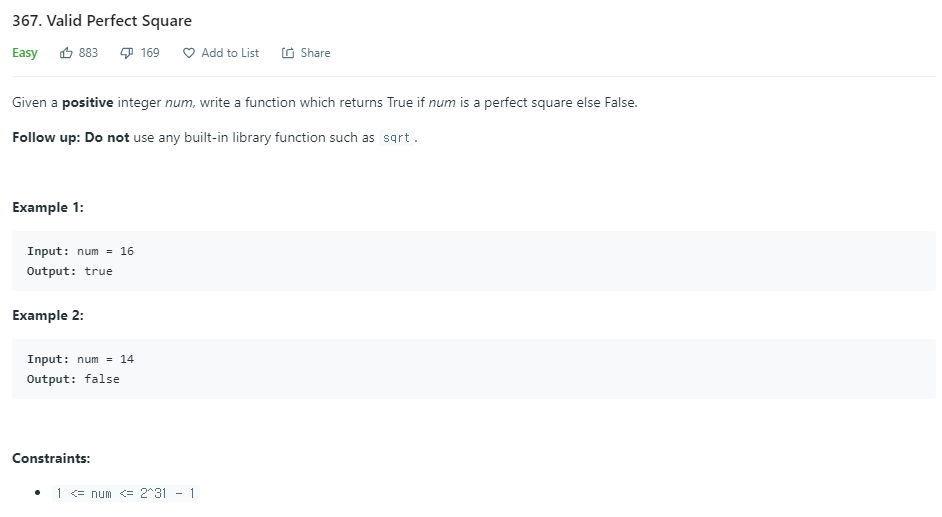 367. Valid Perfect Square
Easy 883 169 Add to List Share
Given a positive integer num, write a function which returns True if num is a perfect square else False.
Follow up: Do not use any built-in library function such as sqrt.
Example 1:
Input: num = 16
Output: true
Example 2:
Input: num = 14
Output: false
Constraints:
• 1 <= num <= 2^31 - 1